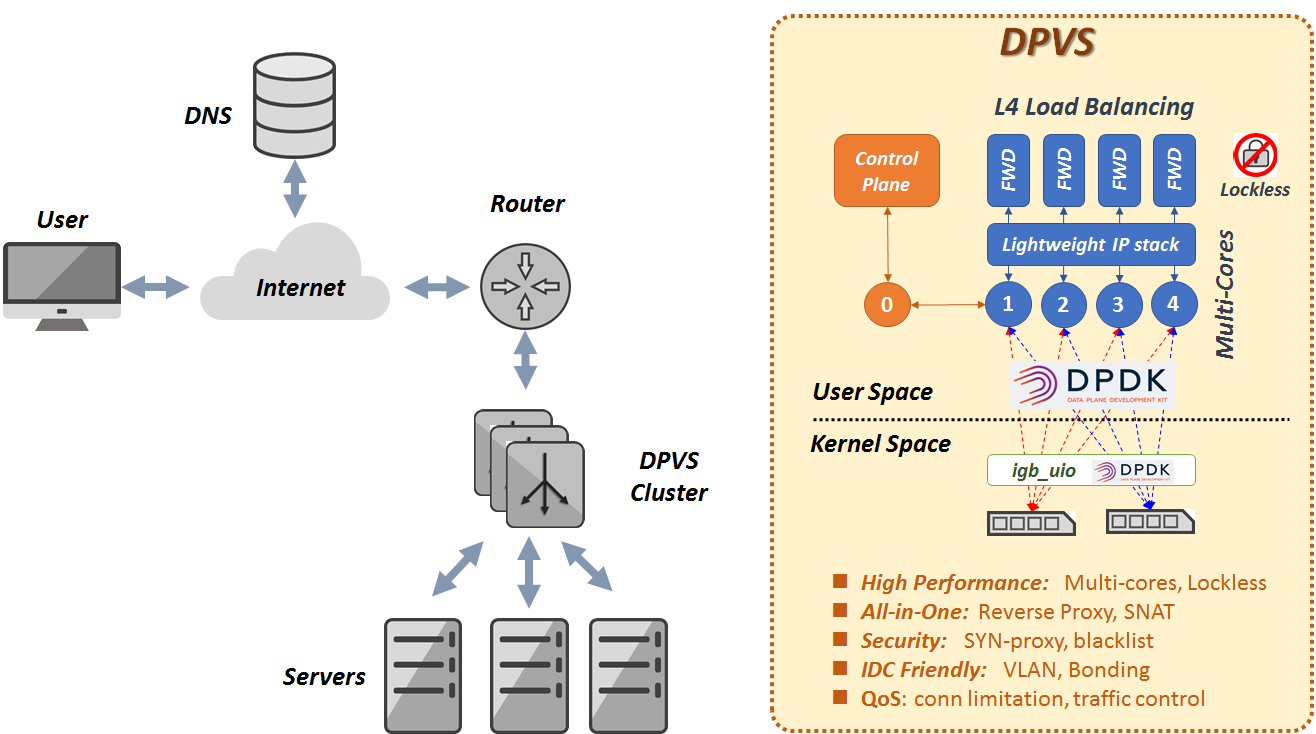 DNS
User
Internet
Router
DPVS
Cluster
Servers
DPVS
L4 Load Balancing
Control
Plane
FWD
FWD
FWD
FWD
Lockless
Lightweight IP stack
Multi-Cores
0
1
2
3
4
DPDK
DATA PLANE DEVELOPMENT KIT
User Space
Kernel Space
igb_uio
DPDK
DATA PLANE DEVELOPMENT KIT
High Performance: Multi-cores, Lockless
All-in-One: Reverse Proxy, SNAT
Security: SYN-proxy, blacklist
IDC Friendly: VLAN, Bonding
QoS: conn limitation, traffic control